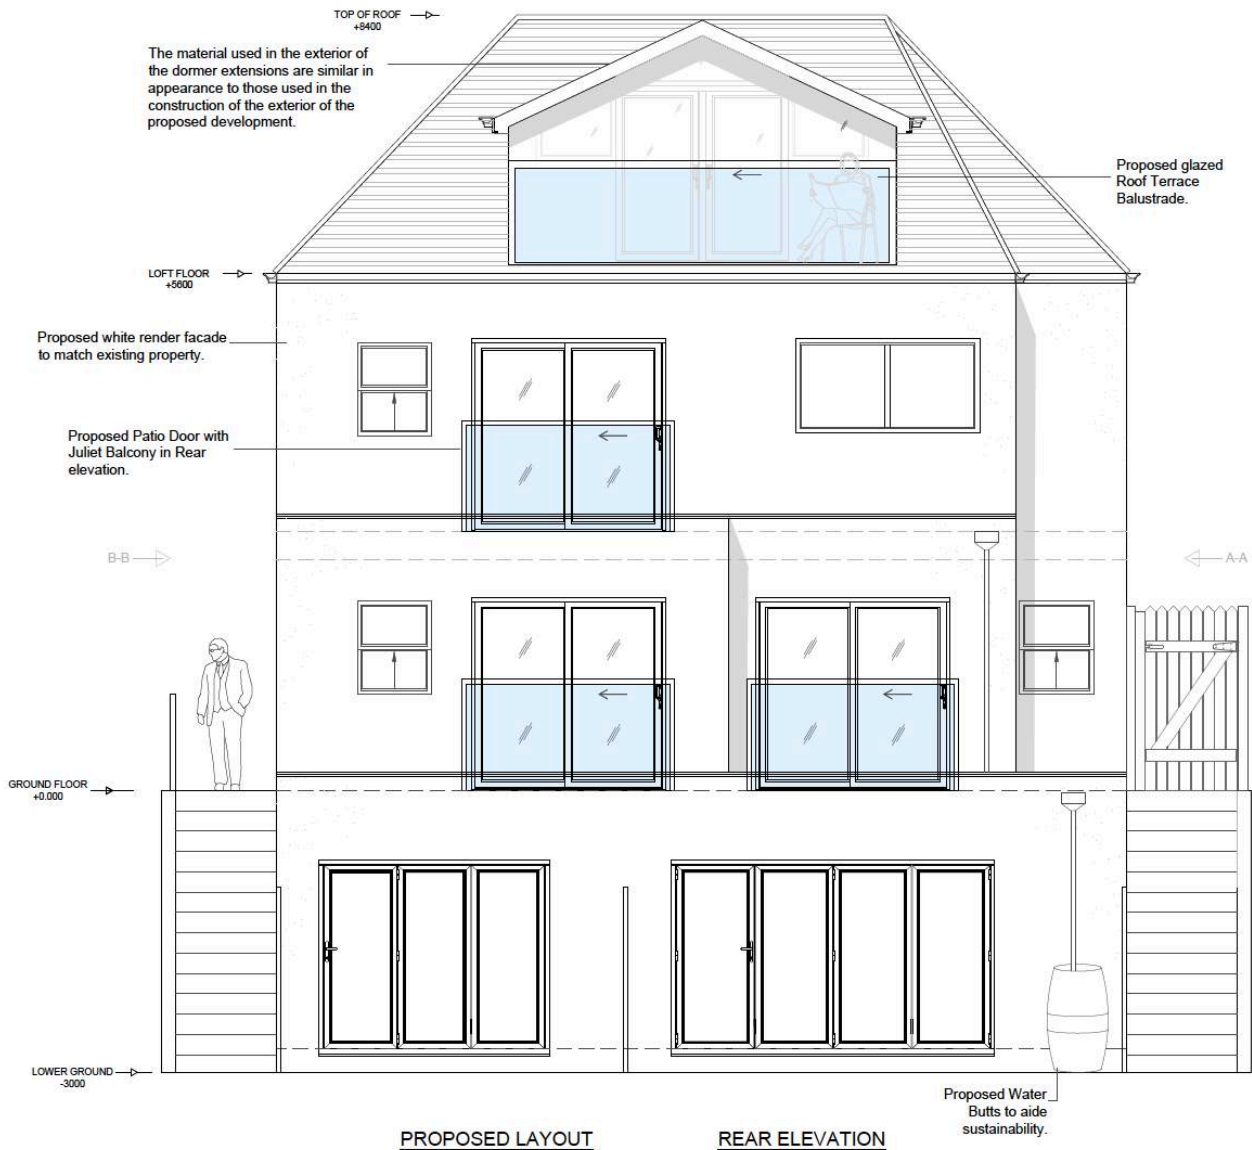 TOP OF ROOF
+8400
The material used in the exterior of
the dormer extensions are similar in
appearance to those used in the
construction of the exterior of the
proposed development.
Proposed glazed
Roof Terrace
Balustrade.
LOFT FLOOR
+5600
Proposed white render facade
to match existing property.
Proposed Patio Door with
Juliet Balcony in Rear
elevation.
B-B
A-A
GROUND FLOOR
+0.000
LOWER GROUND
-3000
Proposed Water
Butts to aide
sustainability.
PROPOSED LAYOUT
REAR ELEVATION